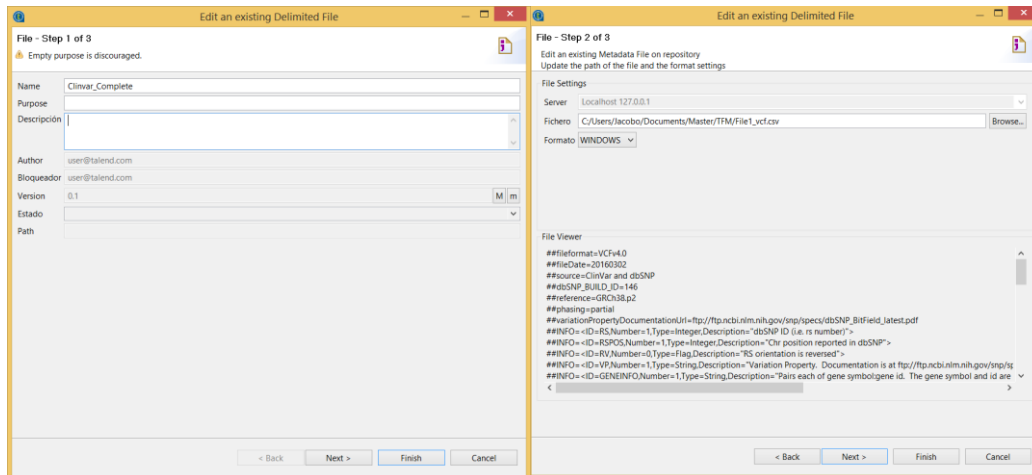 Edit an existing Delimited File
File - Step 1 of 3
Empty purpose is discouraged.
Name Clinvar_Complete
Purpose
Descripción
Author user@talend.com
Bloqueador user@talend.com
Version 0.1 M m
Estado
Path
< Back Next > Finish Cancel
Edit an existing Delimited File
File - Step 2 of 3
Edit an existing Metadata File on repository
Update the path of the file and the format settings
File Settings
Server Localhost 127.0.0.1
Fichero C:/Users/Jacobo/Documents/Master/TFM/File1_vcf.csv Browse...
Formato WINDOWS
File Viewer
##fileformat=VCFv4.0
##fileDate=20160302
##source=ClinVar and dbSNP
##dbSNP_BUILD_ID=146
##reference=GRCh38.p2
##phasing=partial
##variationPropertyDocumentationUrl=ftp://ftp.ncbi.nlm.nih.gov/snp/specs/dbSNP_BitField_latest.pdf
##INFO=<ID=RS,Number=1,Type=Integer,Description="dbSNP ID (i.e. rs number)">
##INFO=<ID=RSPOS,Number=1,Type=Integer,Description="Chr position reported in dbSNP">
##INFO=<ID=RV,Number=0,Type=Flag,Description="RS orientation is reversed">
##INFO=<ID=VP,Number=1,Type=String,Description="Variation Property. Documentation is at ftp://ftp.ncbi.nlm.nih.gov/snp/sp
##INFO=<ID=GENEINFO,Number=1,Type=String,Description="Pairs each of gene symbol:gene id. The gene symbol and id are
< Back Next > Finish Cancel